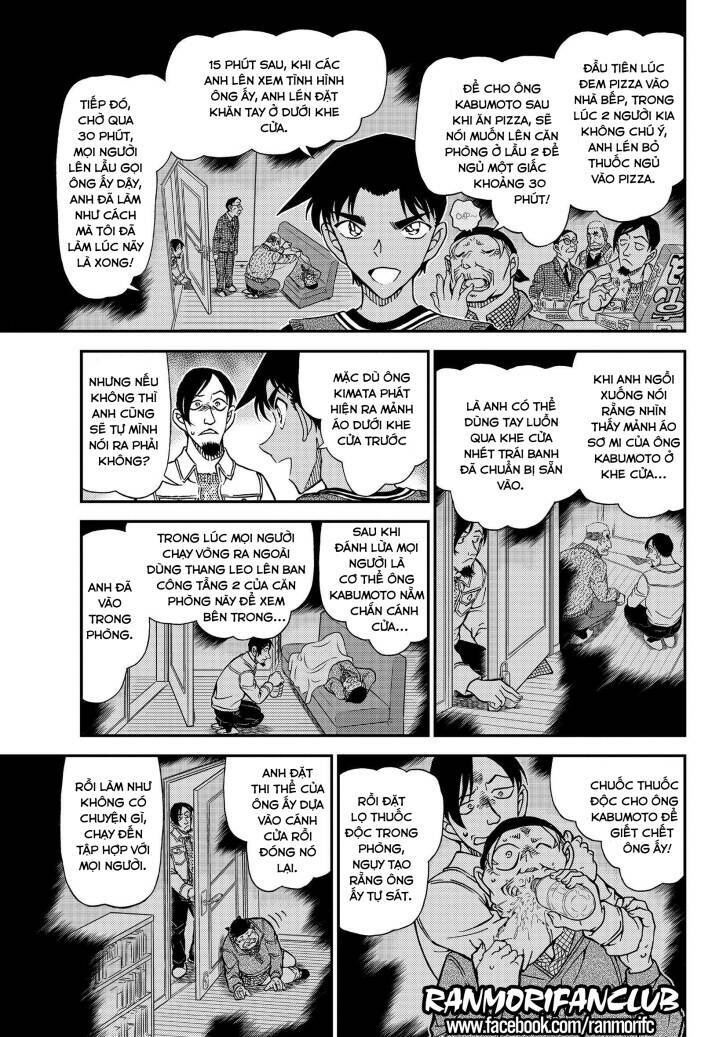 ĐẦU TIÊN LÚC
ĐEM PIZZA VÀO
NHÀ BẾP, TRONG
LÚC 2 NGƯỜI KIA
KHÔNG CHÚ Ý,
ANH LÉN BỎ
THUỐC NGỦ
VÀO PIZZA.
ĐỂ CHO ÔNG
KABUMOTO SAU
KHI ĂN PIZZA, SẼ
NÓI MUỐN LÊN CĂN
PHÒNG Ở LẦU 2 ĐỂ
NGỦ MỘT GIẤC
KHOẢNG 30
PHÚT!
15 PHÚT SAU, KHI CÁC
ANH LÊN XEM TÌNH HÌNH
ÔNG ẤY, ANH LÉN ĐẶT
KHĂN TAY Ở DƯỚI KHE
CỬA.
TIẾP ĐÓ,
CHỜ QUA
30 PHÚT,
MỌI NGƯỜI
LÊN LẦU GỌI
ÔNG ẤY DẬY,
ANH ĐÃ LÀM
NHƯ CÁCH
MÀ TÔI ĐÃ
LÀM LÚC NÃY
LÀ XONG!
KHI ANH NGỒI
XUỐNG NÓI
RẰNG NHÌN
THẤY MẢNH ÁO
SƠ MI CỦA ÔNG
KABUMOTO Ở
KHE CỬA...
LÀ ANH CÓ THỂ
DÙNG TAY LUỒN
QUA KHE CỬA
NHÉT TRÁI BANH
ĐÃ CHUẨN BỊ SẴN
VÀO.
MẶC DÙ ÔNG
KIMATA PHÁT
HIỆN RA MẢNH
ÁO DƯỚI KHE
CỬA TRƯỚC
NHƯNG NẾU
KHÔNG THÌ
ANH CŨNG
SẼ TỰ MÌNH
NÓI RA PHẢI
KHÔNG?
SAU KHI
ĐÁNH LỪA MỌI
NGƯỜI LÀ
CƠ THỂ ÔNG
KABUMOTO NẰM
CHẮN CÁNH
CỬA...
TRONG LÚC MỌI NGƯỜI
CHẠY VÒNG RA NGOÀI
DÙNG THANG LEO LÊN BAN
CÔNG TẦNG 2 CỦA CĂN
PHÒNG NÀY ĐỂ XEM
BÊN TRONG...
ANH ĐÃ
VÀO
TRONG
PHÒNG.
CHUỐC THUỐC
ĐỘC CHO ÔNG
KABUMOTO ĐỂ
GIẾT CHẾT
ÔNG ẤY!
RỒI ĐẶT
LỌ THUỐC
ĐỘC TRONG
PHÒNG,
NGỤY TẠO
RẰNG ÔNG ẤY
TỰ SÁT.
ANH ĐẶT
THI THỂ CỦA
ÔNG ẤY DỰA
VÀO CÁNH
CỬA RỒI
ĐÓNG NÓ
LẠI.
RỒI LÀM NHƯ
KHÔNG CÓ
CHUYỆN GÌ,
CHẠY ĐẾN
TẬP HỢP VỚI
MỌI NGƯỜI.
RANMORIFANCLUB
www.facebook.com/ranmorifc